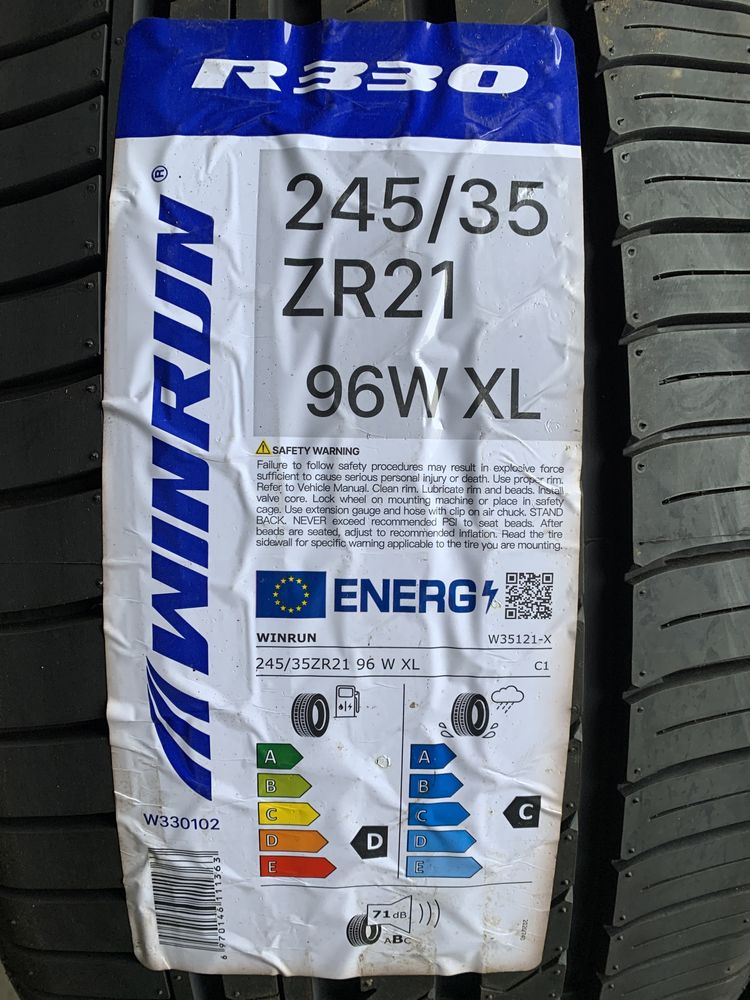 R330
WINRUN®
245/35
ZR21
96W XL
SAFETY WARNING
Failure to follow safety procedures may result in explosive force
sufficient to cause serious personal injury or death. Use proper rim.
Refer to Vehicle Manual. Clean rim. Lubricate rim and beads. Install
valve core. Lock wheel on mounting machine or place in safety
cage. Use extension gauge and hose with clip on air chuck. STAND
BACK. NEVER exceed recommended PSI to seat beads. After
beads are seated, adjust to recommended inflation. Read the tire
sidewall for specific warning applicable to the tire you are mounting.
ENERG
WINRUN W35121-X
245/35ZR21 96 W XL C1
A A
B B
C C C
D D D
E E
W330102
6970146111363
71 dB
ABC